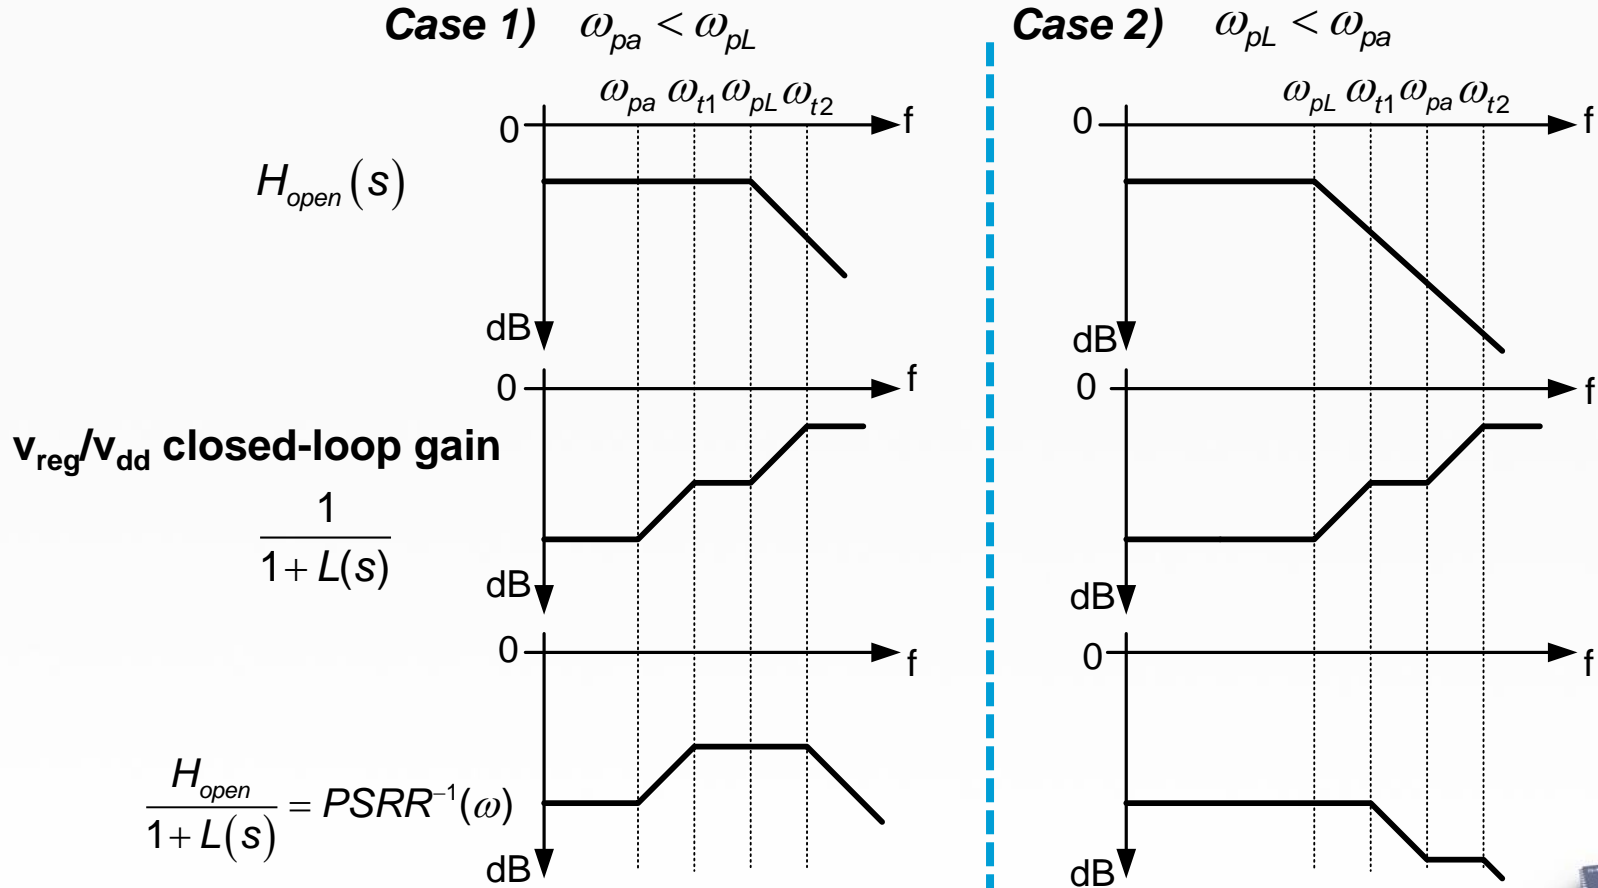 Case 1) ω_pa < ω_pL
Case 2) ω_pL < ω_pa
ω_pa ω_t1 ω_pL ω_t2
ω_pL ω_t1 ω_pa ω_t2
0 f
0 f
H_open (s)
dB
dB
0 f
0 f
v_reg/v_dd closed-loop gain
1
1+ L(s)
dB
dB
0 f
0 f
H_open
1+ L(s)
= PSRR⁻¹(ω)
dB
dB